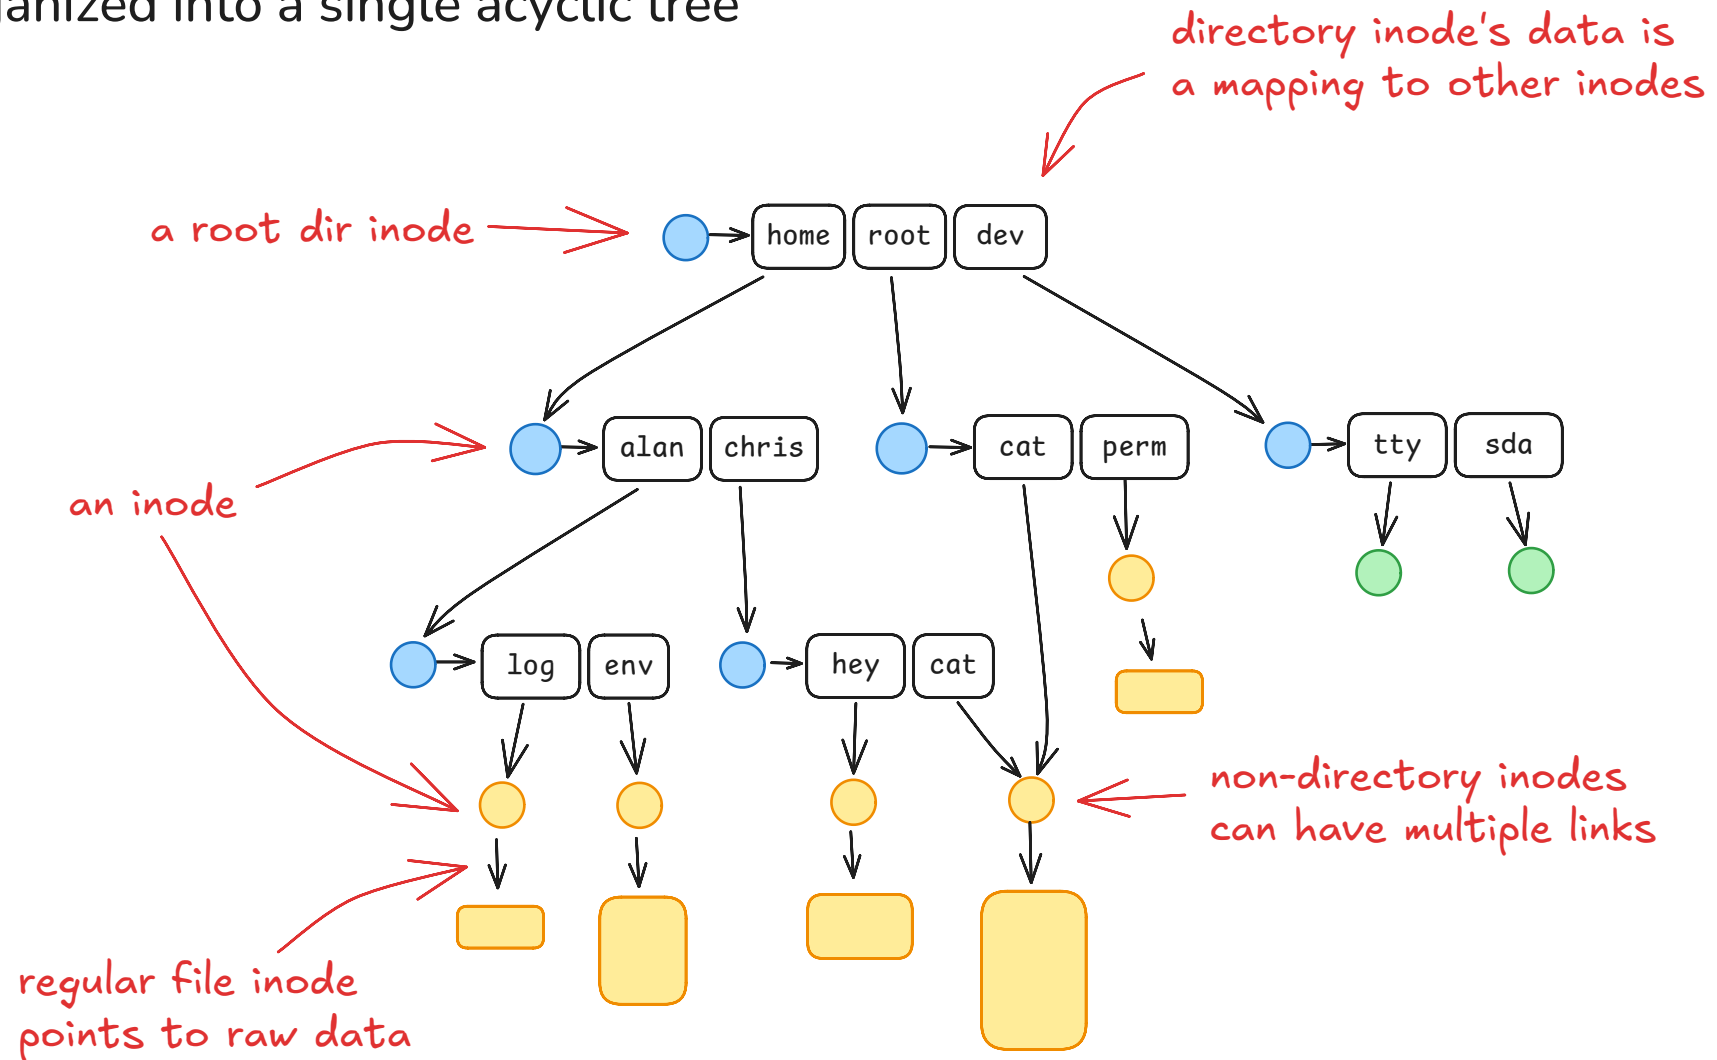 anized into a single acyclic tree
directory inode's data is
a mapping to other inodes
a root dir inode
home root dev
alan chris cat perm tty sda
an inode
log env hey cat
non-directory inodes
can have multiple links
regular file inode
points to raw data